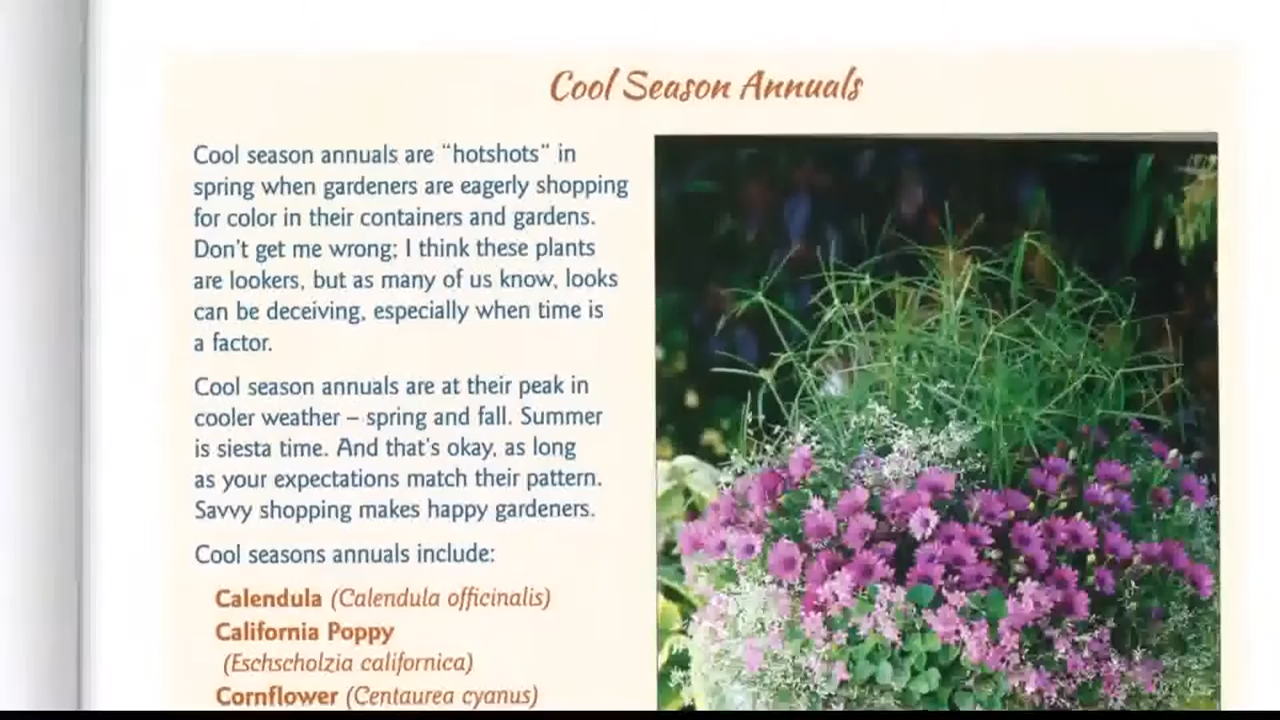 Cool Season Annuals
Cool season annuals are "hotshots" in
spring when gardeners are eagerly shopping
for color in their containers and gardens.
Don't get me wrong; I think these plants
are lookers, but as many of us know, looks
can be deceiving, especially when time is
a factor.
Cool season annuals are at their peak in
cooler weather – spring and fall. Summer
is siesta time. And that's okay, as long
as your expectations match their pattern.
Savvy shopping makes happy gardeners.
Cool seasons annuals include:
Calendula (Calendula officinalis)
California Poppy
(Eschscholzia californica)
Cornflower (Centaurea cyanus)